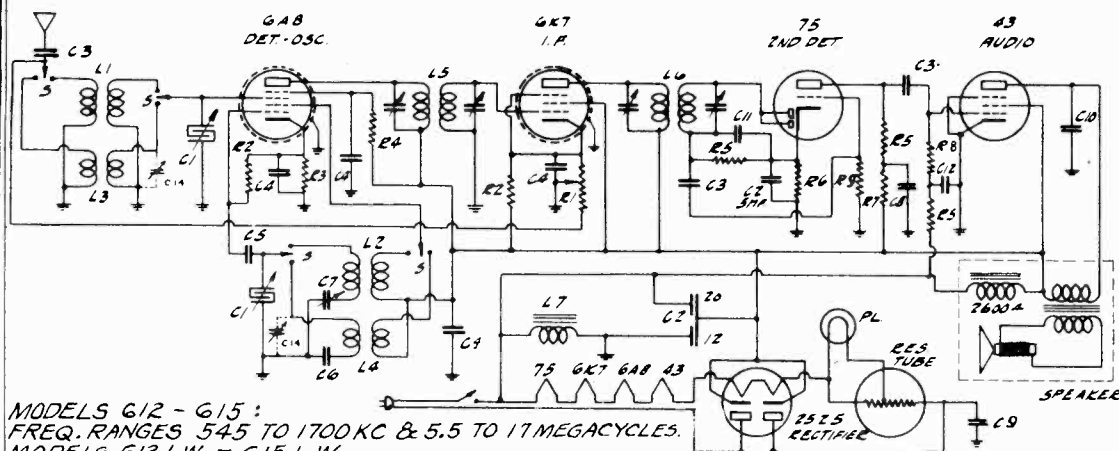 6A8
DET.-OSC.
6K7
I.F.
75
2ND DET
43
AUDIO
C3
L1
S
S
C1
L3
C14
R2
C4
R3
C4
R4
L5
R2
C4
R1
L6
C11
R5
C3
C2
5MF
R6
R9
R7
R5
C8
C3.
R8
C12
R5
C10
C5
S
L2
S
C1
C7
C14
C6
L4
C4
L7
C2
20
12
PL.
RES.
TUBE
2600Ω
SPEAKER
75
6K7
6A8
43
25Z5
RECTIFIER
C9
MODELS 612 - 615 :
FREQ. RANGES 545 TO 1700 KC & 5.5 TO 17 MEGACYCLES.